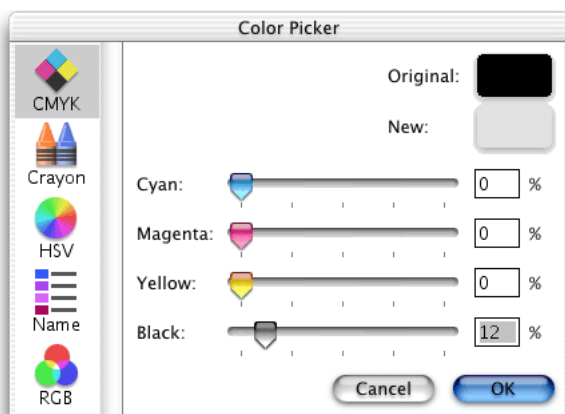 Color Picker
CMYK
Crayon
HSV
Name
RGB
Original:
New:
Cyan: 0 %
Magenta: 0 %
Yellow: 0 %
Black: 12 %
Cancel OK